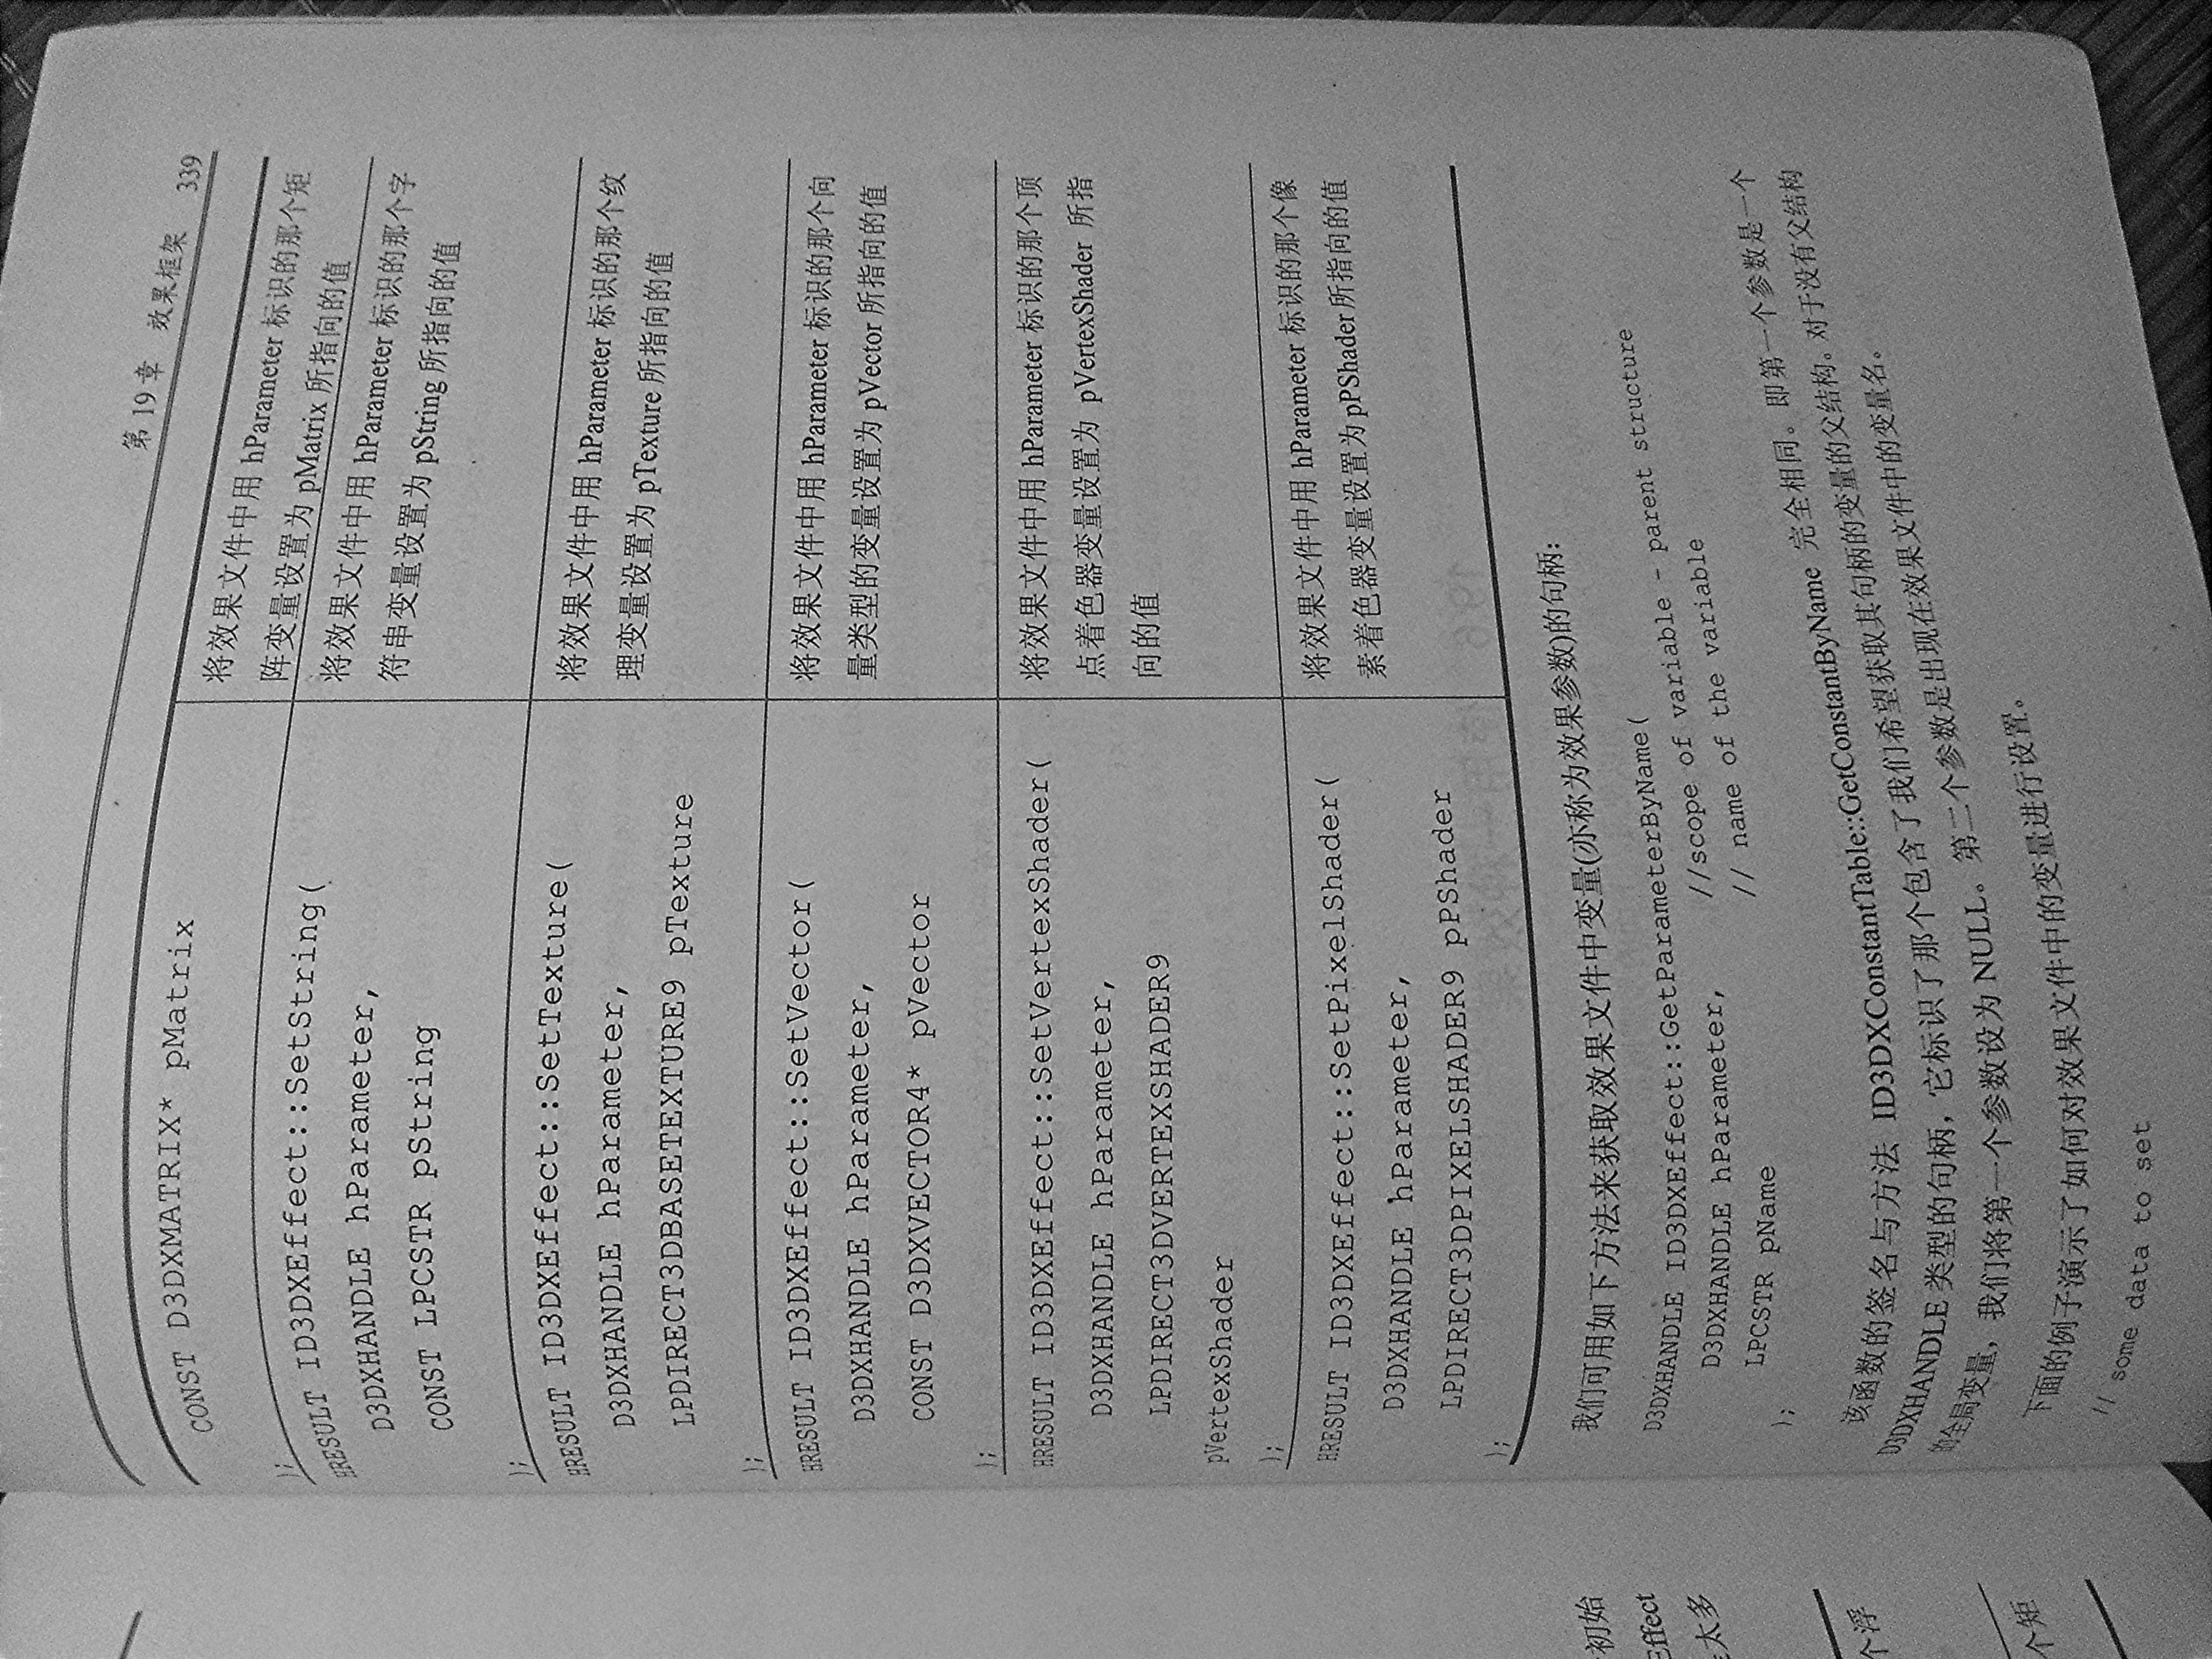 第 19 章 效果框架 339
CONST D3DXMATRIX* pMatrix
);
将效果文件中用 hParameter 标识的那个矩
阵变量设置为 pMatrix 所指向的值
HRESULT ID3DXEffect::SetString(
D3DXHANDLE hParameter,
CONST LPCSTR pString
);
将效果文件中用 hParameter 标识的那个字
符串变量设置为 pString 所指向的值
HRESULT ID3DXEffect::SetTexture(
D3DXHANDLE hParameter,
LPDIRECT3DBASETEXTURE9 pTexture
);
将效果文件中用 hParameter 标识的那个纹
理变量设置为 pTexture 所指向的值
HRESULT ID3DXEffect::SetVector(
D3DXHANDLE hParameter,
CONST D3DXVECTOR4* pVector
);
将效果文件中用 hParameter 标识的那个向
量类型的变量设置为 pVector 所指向的值
HRESULT ID3DXEffect::SetVertexShader(
D3DXHANDLE hParameter,
LPDIRECT3DVERTEXSHADER9
pVertexShader
);
将效果文件中用 hParameter 标识的那个顶
点着色器变量设置为 pVertexShader 所指
向的值
HRESULT ID3DXEffect::SetPixelShader(
D3DXHANDLE hParameter,
LPDIRECT3DPIXELSHADER9 pPShader
);
将效果文件中用 hParameter 标识的那个像
素着色器变量设置为 pPShader 所指向的值
我们可用如下方法来获取效果文件中变量(亦称为效果参数)的句柄:
D3DXHANDLE ID3DXEffect::GetParameterByName(
D3DXHANDLE hParameter, //scope of variable - parent structure
LPCSTR pName // name of the variable
);
该函数的签名与方法 ID3DXConstantTable::GetConstantByName 完全相同。即第一个参数是一个
D3DXHANDLE 类型的句柄，它标识了那个包含了我们希望获取其句柄的变量的父结构。对于没有父结构
的全局变量，我们将第一个参数设为 NULL。第二个参数是出现在效果文件中的变量名。
下面的例子演示了如何对效果文件中的变量进行设置。
// some data to set
初始
Effect
太多
个浮
个矩